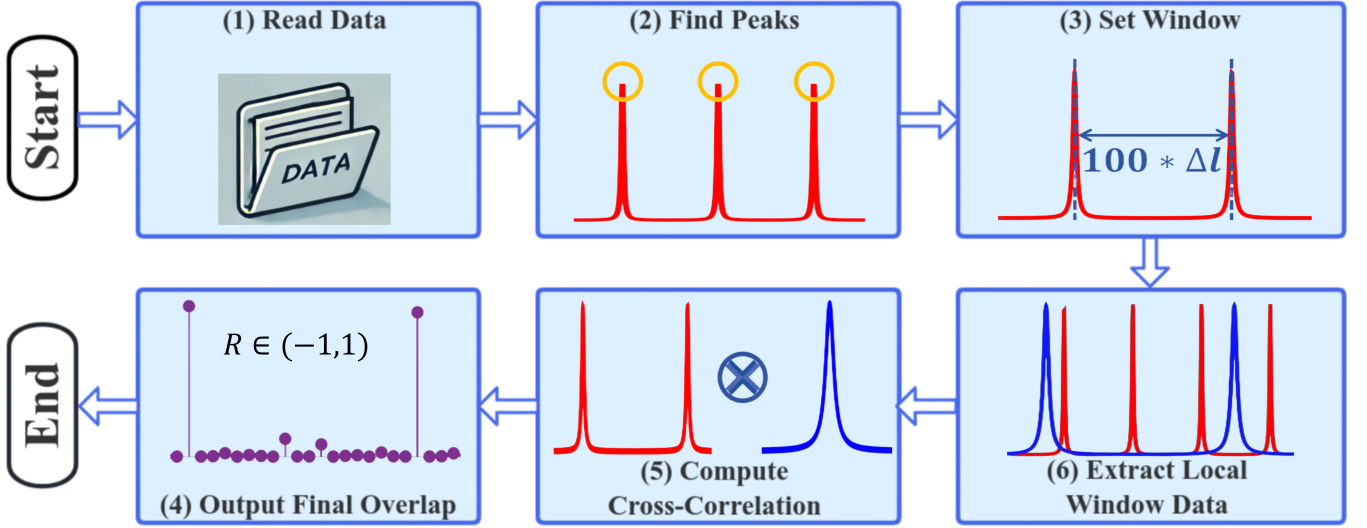 Start
(1) Read Data
DATA
(2) Find Peaks
(3) Set Window
100 * Δl
End
R ∈ (−1,1)
(4) Output Final Overlap
(5) Compute
Cross-Correlation
(6) Extract Local
Window Data